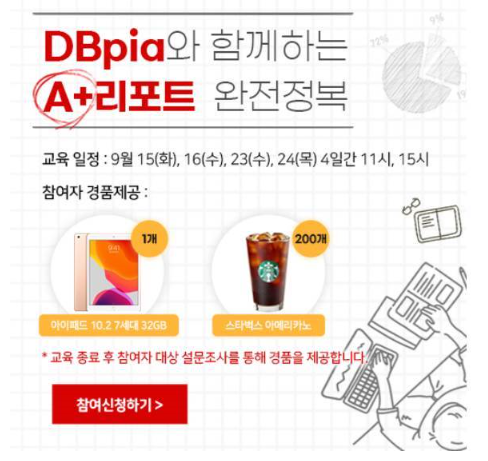 DBpia와 함께하는
A+리포트 완전정복
교육 일정 : 9월 15(화), 16(수), 23(수), 24(목) 4일간 11시, 15시
참여자 경품제공 :
1개
200개
아이패드 10.2 7세대 32GB
스타벅스 아메리카노
* 교육 종료 후 참여자 대상 설문조사를 통해 경품을 제공합니다.
참여신청하기 >